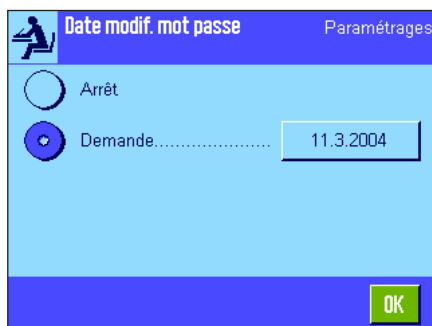 Date modif. mot passe Paramétrages
Arrêt
Demande...................... 11.3.2004
OK